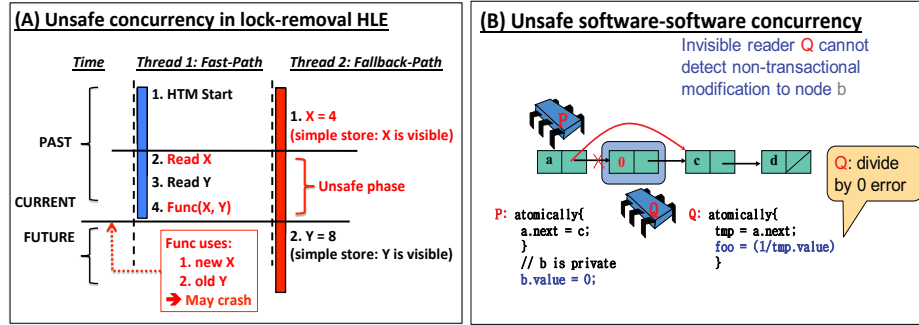 (A) Unsafe concurrency in lock-removal HLE
Time
Thread 1: Fast-Path
Thread 2: Fallback-Path
1. HTM Start
1. X = 4
(simple store: X is visible)
PAST
2. Read X
3. Read Y
4. Func(X, Y)
Unsafe phase
CURRENT
FUTURE
2. Y = 8
(simple store: Y is visible)
Func uses:
1. new X
2. old Y
➔ May crash
(B) Unsafe software-software concurrency
Invisible reader Q cannot
detect non-transactional
modification to node b
P
a
0
c
d
Q
Q: divide
by 0 error
P: atomically{
a.next = c;
}
// b is private
b.value = 0;
Q: atomically{
tmp = a.next;
foo = (1/tmp.value)
}